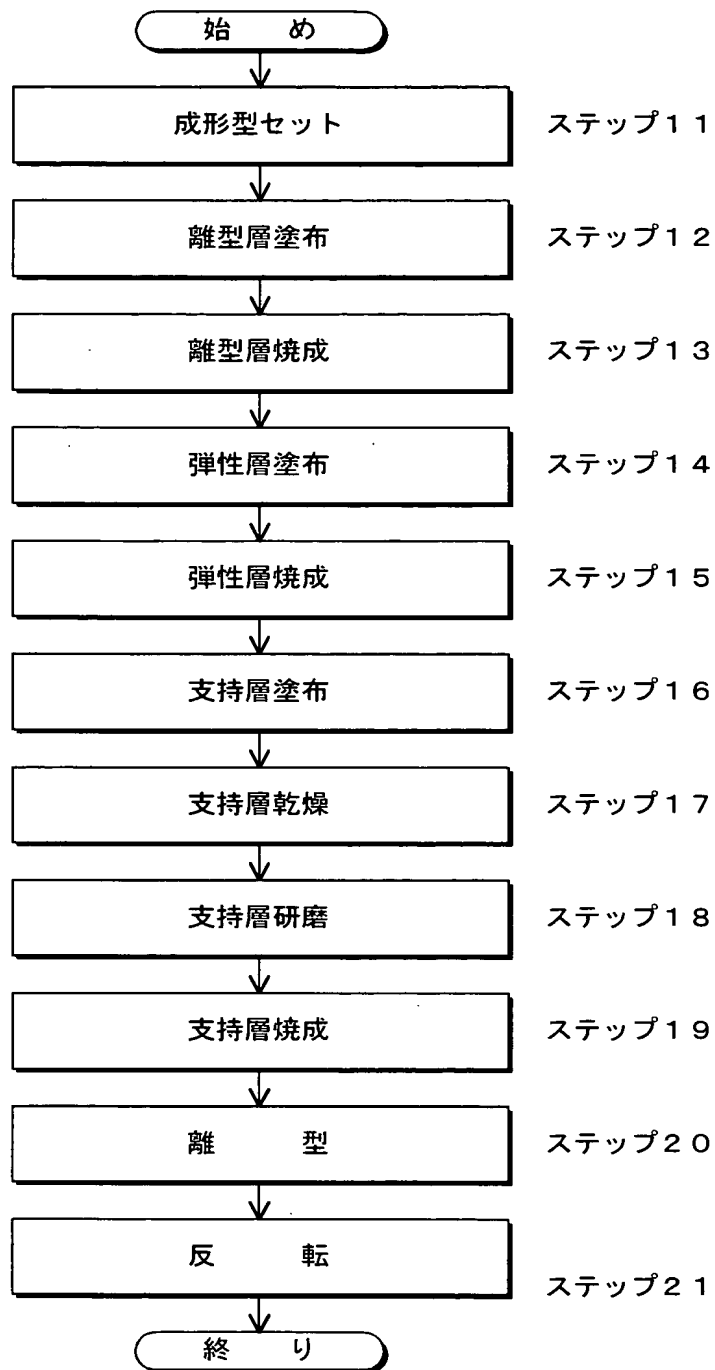 始　　め
成形型セット　ステップ１１
離型層塗布　ステップ１２
離型層焼成　ステップ１３
弾性層塗布　ステップ１４
弾性層焼成　ステップ１５
支持層塗布　ステップ１６
支持層乾燥　ステップ１７
支持層研磨　ステップ１８
支持層焼成　ステップ１９
離　　型　ステップ２０
反　　転　ステップ２１
終　　り